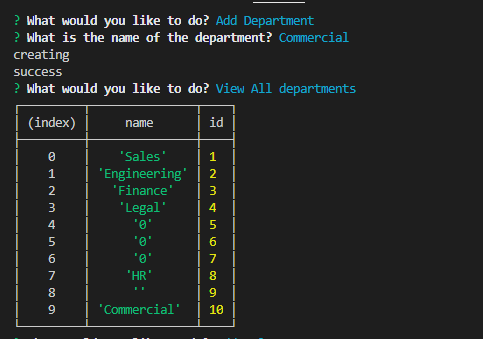 ? What would you like to do? Add Department
? What is the name of the department? Commercial
creating
success
? What would you like to do? View All departments
(index) name id
0 'Sales' 1
1 'Engineering' 2
2 'Finance' 3
3 'Legal' 4
4 '0' 5
5 '0' 6
6 '0' 7
7 'HR' 8
8 '' 9
9 'Commercial' 10